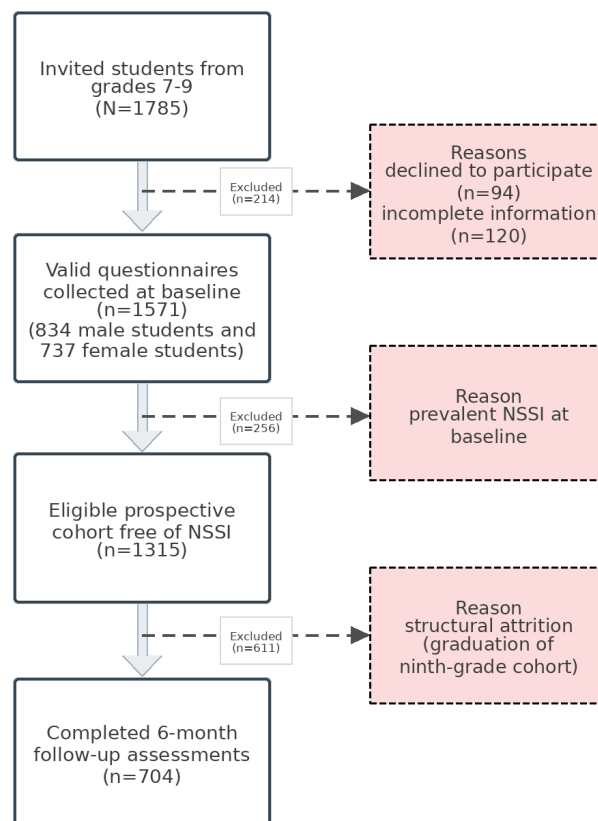 Invited students from
grades 7-9
(N=1785)
Excluded
(n=214)
Reasons
declined to participate
(n=94)
incomplete information
(n=120)
Valid questionnaires
collected at baseline
(n=1571)
(834 male students and
737 female students)
Excluded
(n=256)
Reason
prevalent NSSI at
baseline
Eligible prospective
cohort free of NSSI
(n=1315)
Excluded
(n=611)
Reason
structural attrition
(graduation of
ninth-grade cohort)
Completed 6-month
follow-up assessments
(n=704)